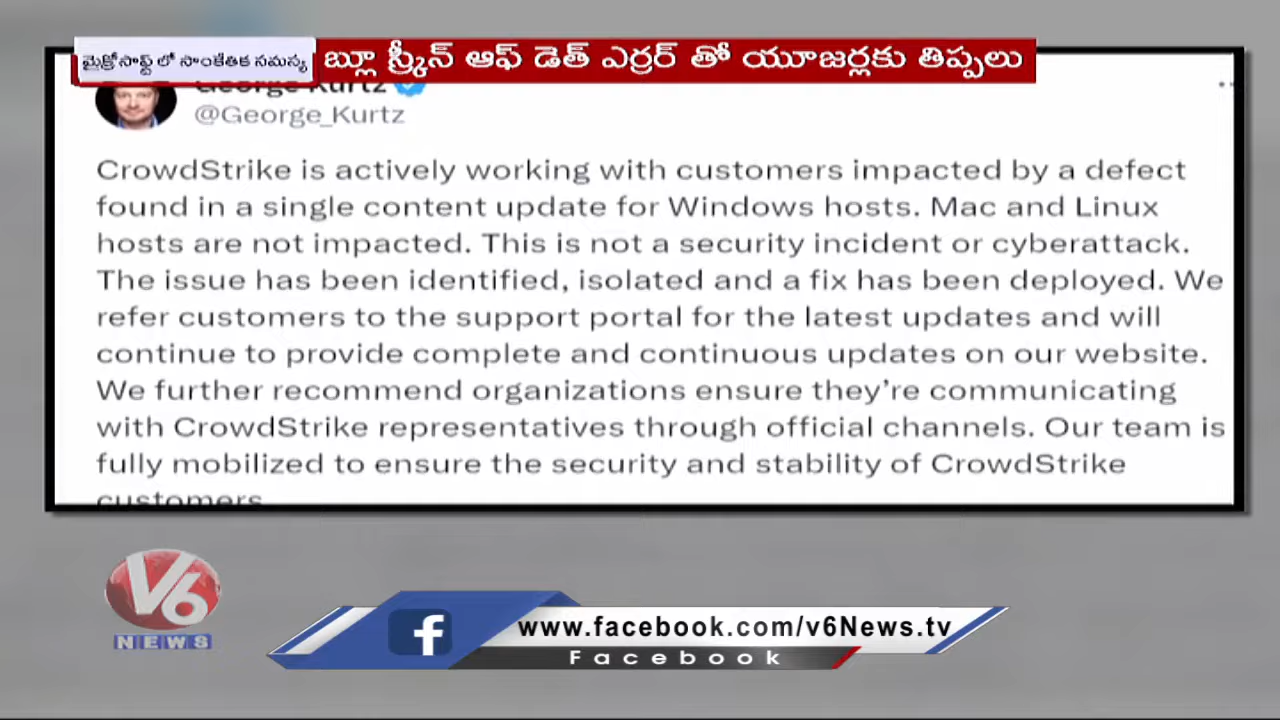 మైక్రోసాఫ్ట్ లో సాంకేతిక సమస్య
బ్లూ స్క్రీన్ ఆఫ్ డెత్ ఎర్రర్ తో యూజర్లకు తిప్పలు
George Kurtz
@George_Kurtz
CrowdStrike is actively working with customers impacted by a defect
found in a single content update for Windows hosts. Mac and Linux
hosts are not impacted. This is not a security incident or cyberattack.
The issue has been identified, isolated and a fix has been deployed. We
refer customers to the support portal for the latest updates and will
continue to provide complete and continuous updates on our website.
We further recommend organizations ensure they’re communicating
with CrowdStrike representatives through official channels. Our team is
fully mobilized to ensure the security and stability of CrowdStrike
customers.
V6
NEWS
f
www.facebook.com/v6News.tv
Facebook